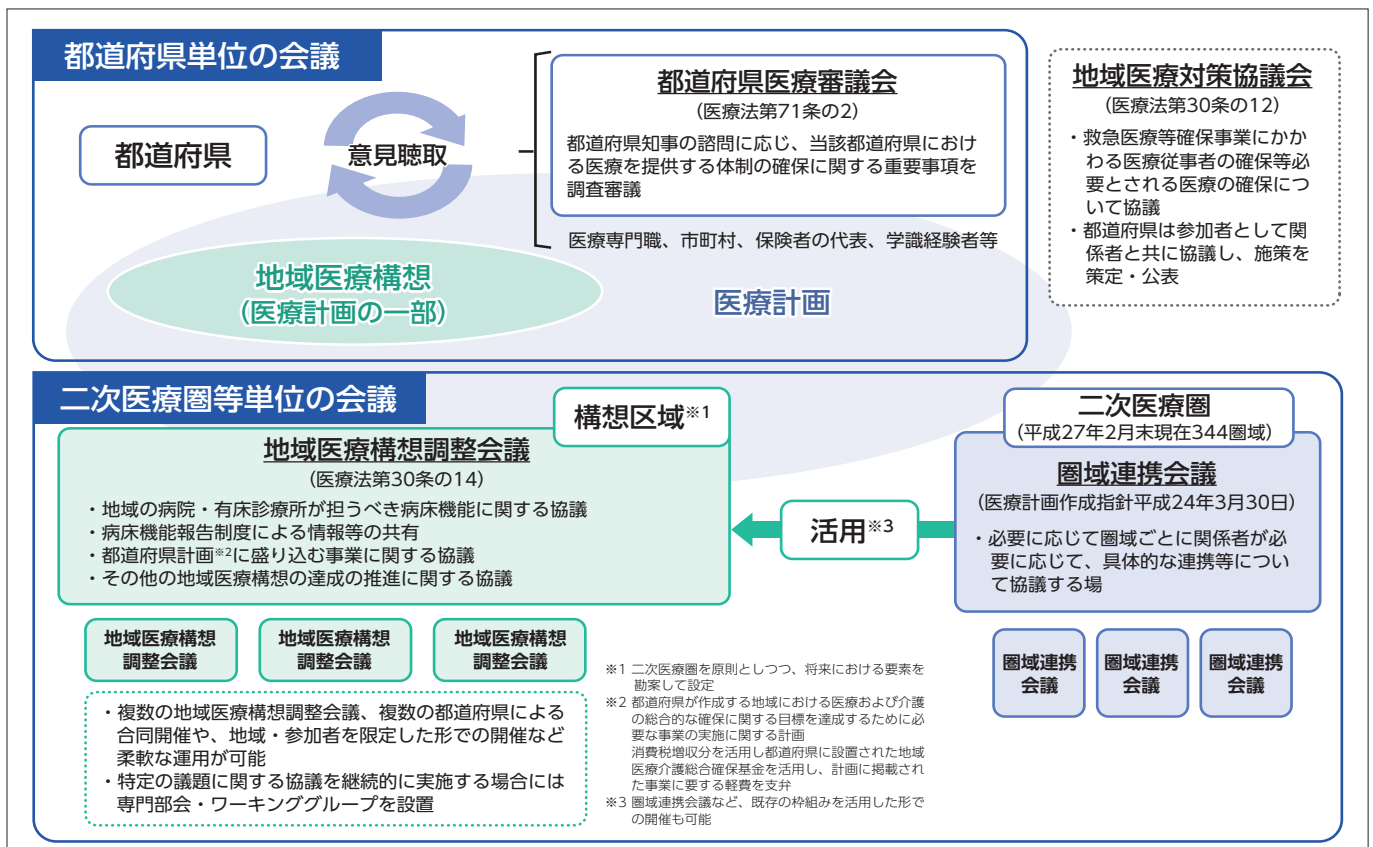 都道府県単位の会議
都道府県
意見聴取
都道府県医療審議会
(医療法第71条の2)
都道府県知事の諮問に応じ、当該都道府県におけ
る医療を提供する体制の確保に関する重要事項を
調査審議
医療専門職、市町村、保険者の代表、学識経験者等
地域医療構想
(医療計画の一部)
医療計画
地域医療対策協議会
(医療法第30条の12)
・救急医療等確保事業にかか
わる医療従事者の確保等必
要とされる医療の確保につ
いて協議
・都道府県は参加者として関
係者と共に協議し、施策を
策定・公表
二次医療圏等単位の会議
構想区域※1
地域医療構想調整会議
(医療法第30条の14)
・地域の病院・有床診療所が担うべき病床機能に関する協議
・病床機能報告制度による情報等の共有
・都道府県計画※2に盛り込む事業に関する協議
・その他の地域医療構想の達成の推進に関する協議
活用※3
二次医療圏
(平成27年2月末現在344圏域)
圏域連携会議
(医療計画作成指針平成24年3月30日)
・必要に応じて圏域ごとに関係者が必
要に応じて、具体的な連携等につい
て協議する場
地域医療構想
調整会議
地域医療構想
調整会議
地域医療構想
調整会議
・複数の地域医療構想調整会議、複数の都道府県による
合同開催や、地域・参加者を限定した形での開催など
柔軟な運用が可能
・特定の議題に関する協議を継続的に実施する場合には
専門部会・ワーキンググループを設置
※1 二次医療圏を原則としつつ、将来における要素を
勘案して設定
※2 都道府県が作成する地域における医療および介護
の総合的な確保に関する目標を達成するために必
要な事業の実施に関する計画
消費税増収分を活用し都道府県に設置された地域
医療介護総合確保基金を活用し、計画に掲載され
た事業に要する軽費を支弁
※3 圏域連携会議など、既存の枠組みを活用した形で
の開催も可能
圏域連携
会議
圏域連携
会議
圏域連携
会議